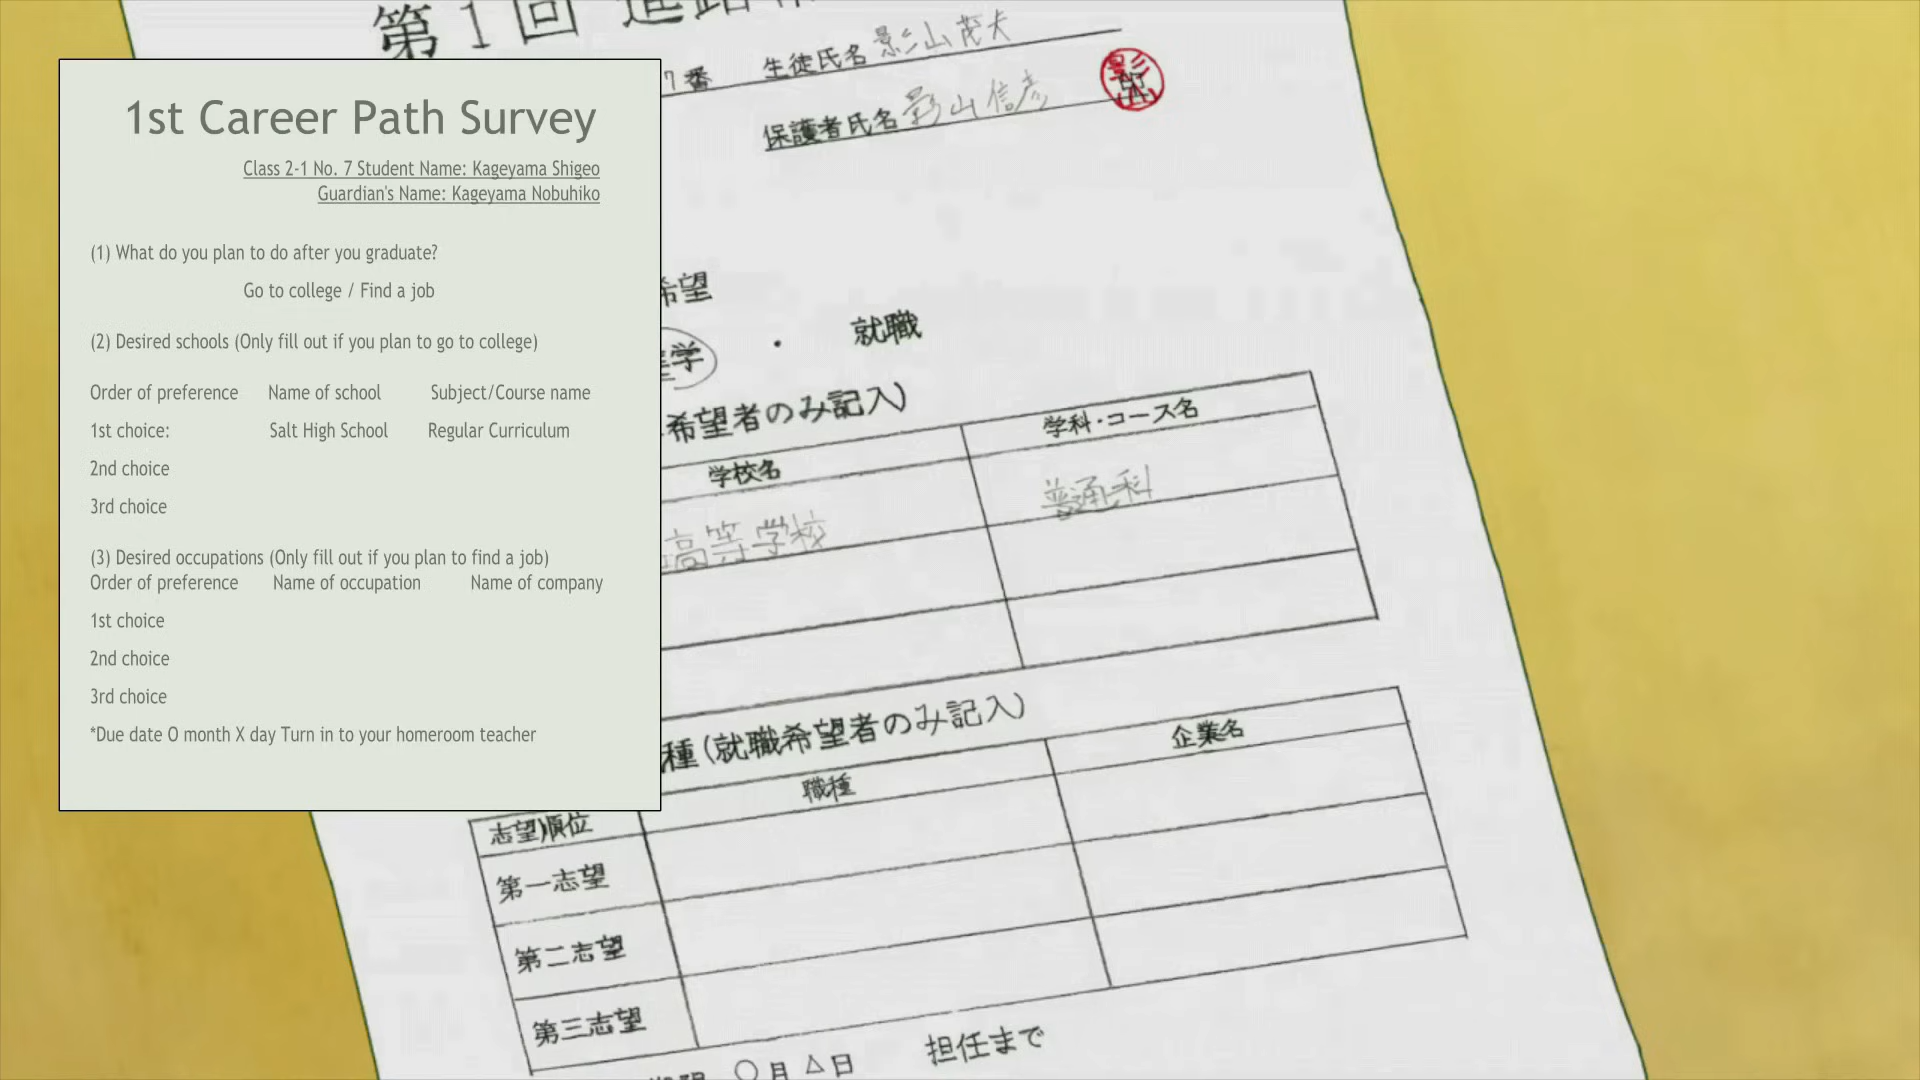 第1回 進路
7番 生徒氏名 影山茂夫
保護者氏名 影山信彦
影山
1st Career Path Survey
Class 2-1 No. 7 Student Name: Kageyama Shigeo
Guardian's Name: Kageyama Nobuhiko
(1) What do you plan to do after you graduate?
Go to college / Find a job
(2) Desired schools (Only fill out if you plan to go to college)
Order of preference Name of school Subject/Course name
1st choice: Salt High School Regular Curriculum
2nd choice
3rd choice
(3) Desired occupations (Only fill out if you plan to find a job)
Order of preference Name of occupation Name of company
1st choice
2nd choice
3rd choice
*Due date O month X day Turn in to your homeroom teacher
希望
進学 ・ 就職
希望者のみ記入)
学校名 学科・コース名
高等学校 普通科
種(就職希望者のみ記入)
志望順位 職種 企業名
第一志望
第二志望
第三志望
○月△日 担任まで